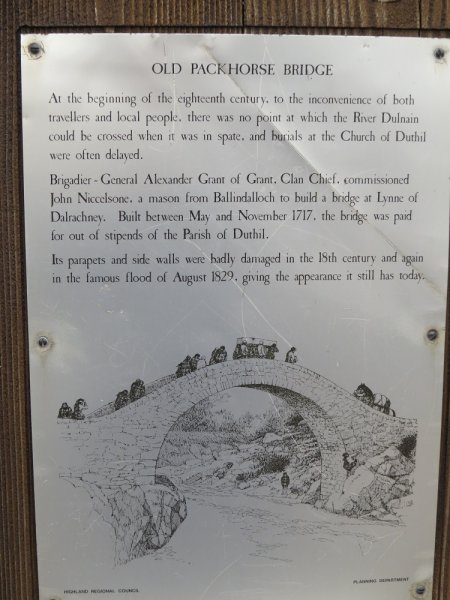 OLD PACKHORSE BRIDGE
At the beginning of the eighteenth century, to the inconvenience of both
travellers and local people, there was no point at which the River Dulnain
could be crossed when it was in spate, and burials at the Church of Duthil
were often delayed.
Brigadier-General Alexander Grant of Grant, Clan Chief, commissioned
John Niccelsone, a mason from Ballindalloch to build a bridge at Lynne of
Dalrachney. Built between May and November 1717, the bridge was paid
for out of stipends of the Parish of Duthil.
Its parapets and side walls were badly damaged in the 18th century and again
in the famous flood of August 1829, giving the appearance it still has today.
HIGHLAND REGIONAL COUNCIL
PLANNING DEPARTMENT